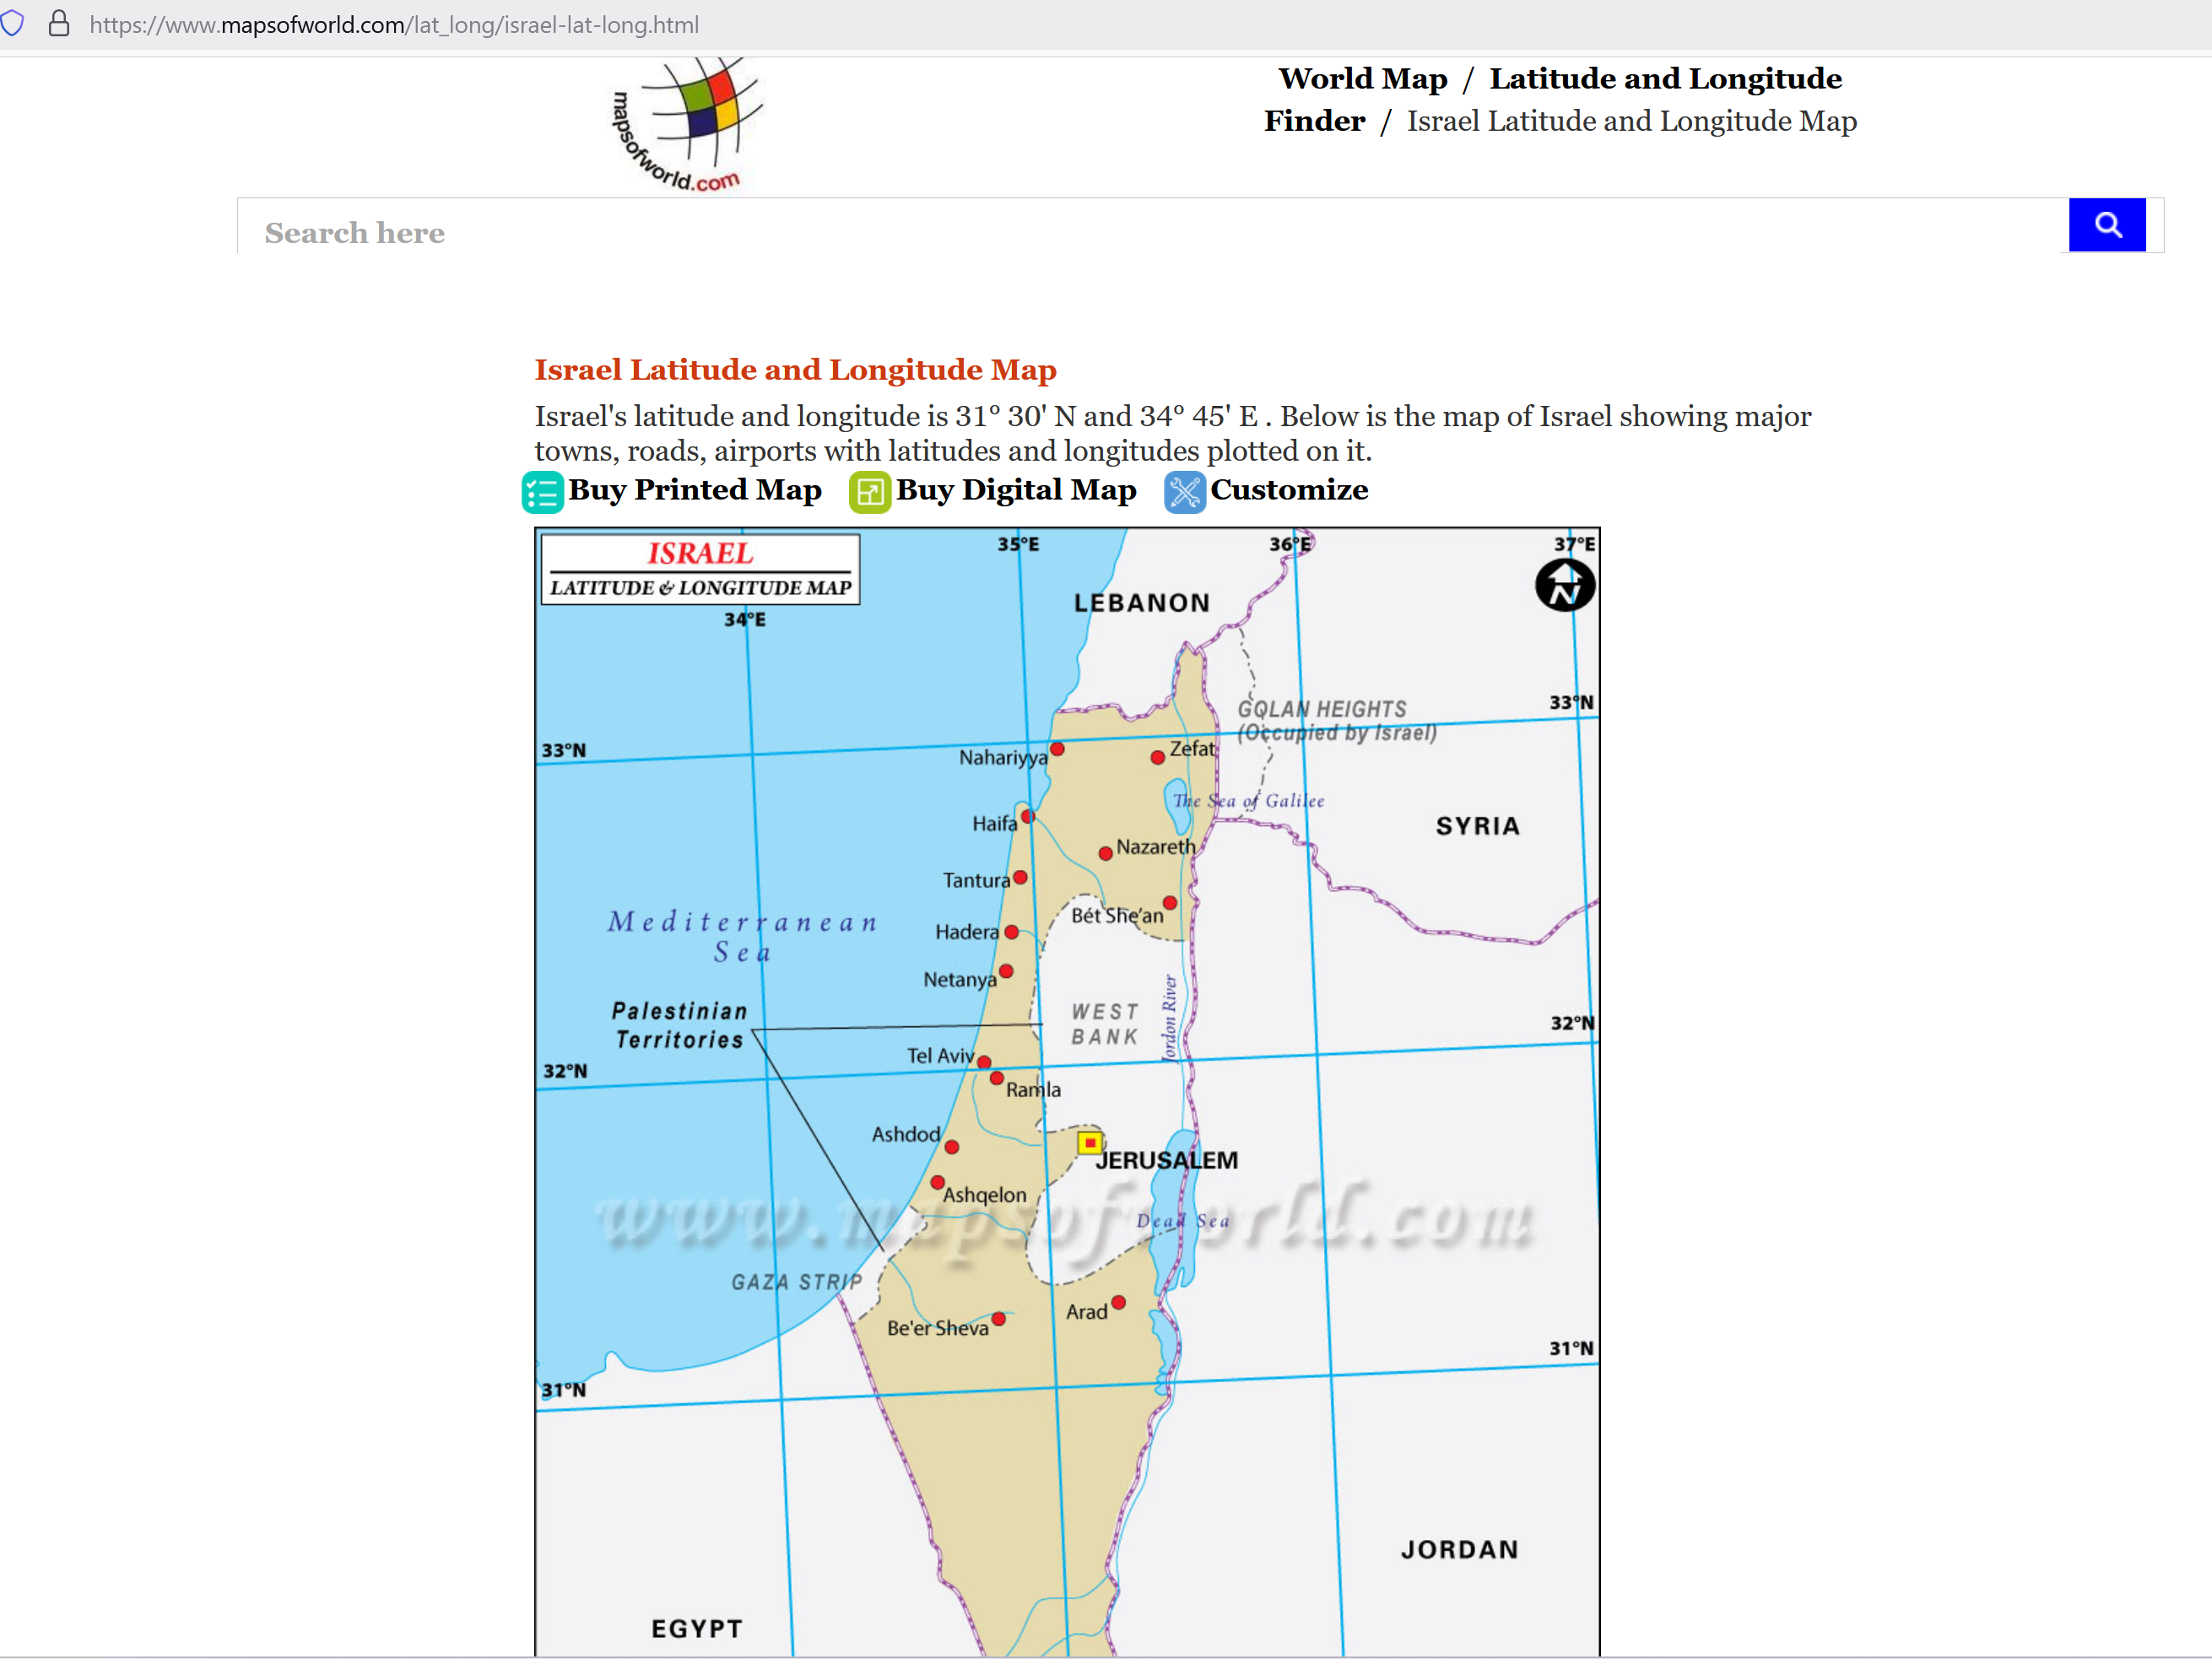 https://www.mapsofworld.com/lat_long/israel-lat-long.html
mapsofworld.com
World Map / Latitude and Longitude
Finder / Israel Latitude and Longitude Map
Search here
Israel Latitude and Longitude Map
Israel's latitude and longitude is 31° 30' N and 34° 45' E . Below is the map of Israel showing major
towns, roads, airports with latitudes and longitudes plotted on it.
Buy Printed Map Buy Digital Map Customize
ISRAEL
LATITUDE & LONGITUDE MAP
34°E
35°E
36°E
37°E
N
LEBANON
GOLAN HEIGHTS
(Occupied by Israel)
33°N
33°N
Nahariyya
Zefat
The Sea of Galilee
Haifa
SYRIA
Nazareth
Tantura
Bét She'an
Mediterranean
Sea
Hadera
Netanya
Palestinian
Territories
WEST
BANK
Jordon River
32°N
Tel Aviv
32°N
Ramla
Ashdod
JERUSALEM
Ashqelon
www.mapsofworld.com
Dead Sea
GAZA STRIP
Arad
Be'er Sheva
31°N
31°N
JORDAN
EGYPT